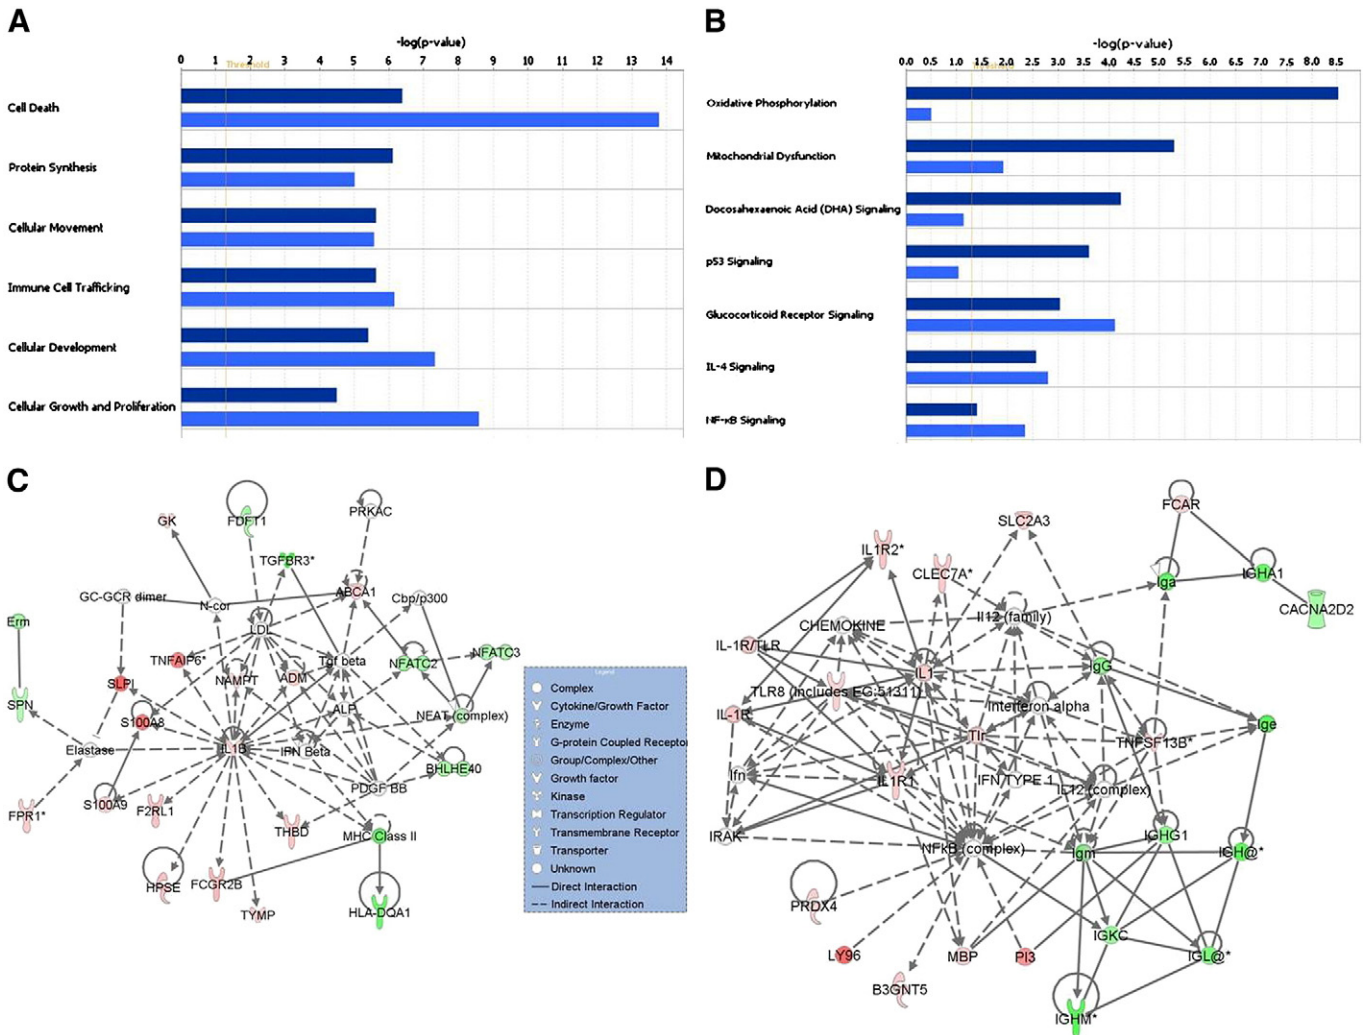 A
-log(p-value)
0 1 2 3 4 5 6 7 8 9 10 11 12 13 14
Threshold
Cell Death
Protein Synthesis
Cellular Movement
Immune Cell Trafficking
Cellular Development
Cellular Growth and Proliferation
B
-log(p-value)
0.0 0.5 1.0 1.5 2.0 2.5 3.0 3.5 4.0 4.5 5.0 5.5 6.0 6.5 7.0 7.5 8.0 8.5
Threshold
Oxidative Phosphorylation
Mitochondrial Dysfunction
Docosahexaenoic Acid (DHA) Signaling
p53 Signaling
Glucocorticoid Receptor Signaling
IL-4 Signaling
NF-κB Signaling
C
GK
FDFT1
PRKAC
TGFBR3*
ABCA1
GC-GCR dimer
N-cor
Cbp/p300
Erm
LDL
TNFAIP6*
Tgf beta
NFATC2
NFATC3
SLPI
NAMPT
ADM
SPN
S100A8
ALP
NFAT (complex)
Elastase
IL1B
IFN Beta
BHLHE40
PDGF BB
S100A9
FPR1*
F2RL1
THBD
MHC Class II
HPSE
FCGR2B
TYMP
HLA-DQA1
Legend
Complex
Cytokine/Growth Factor
Enzyme
G-protein Coupled Receptor
Group/Complex/Other
Growth factor
Kinase
Transcription Regulator
Transmembrane Receptor
Transporter
Unknown
Direct Interaction
Indirect Interaction
D
FCAR
SLC2A3
IL1R2*
CLEC7A*
Iga
IGHA1
CACNA2D2
CHEMOKINE
Il12 (family)
IL-1R/TLR
IL1
IgG
TLR8 (includes EG:51311)
Interferon alpha
IL-1R
Ige
Tlr
TNFSF13B*
Ifn
IL1R1
IFN TYPE 1
IL12 (complex)
IRAK
NFkB (complex)
Igm
IGHG1
IGH@*
PRDX4
IGKC
LY96
MBP
PI3
IGL@*
B3GNT5
IGHM*